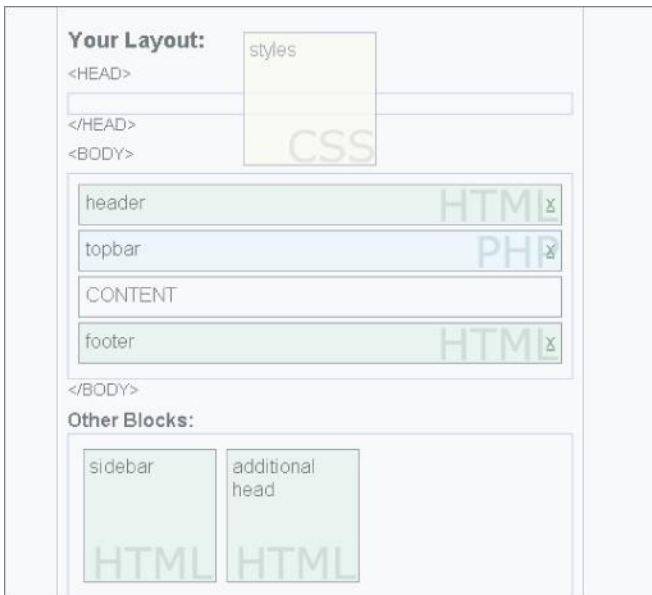 Your Layout:
<HEAD>
styles
CSS
</HEAD>
<BODY>
header HTML x
topbar PHP x
CONTENT
footer HTML x
</BODY>
Other Blocks:
sidebar
HTML
additional
head
HTML